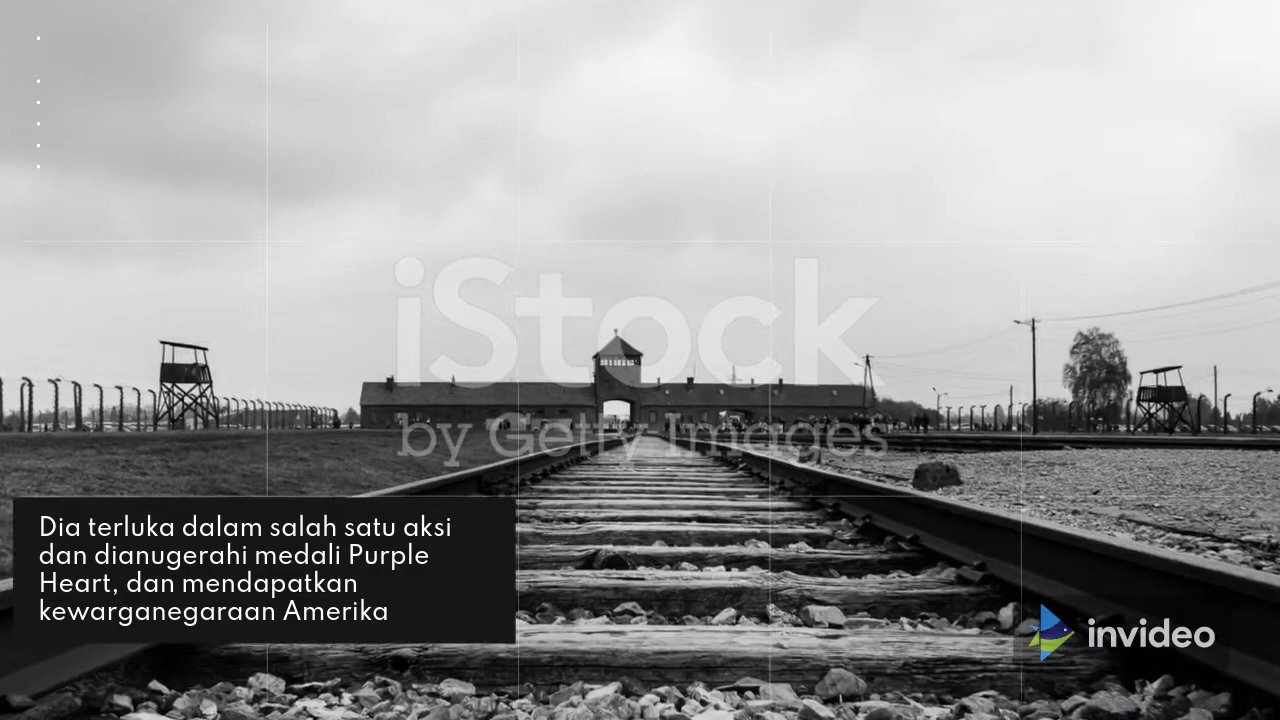 iStock
by Getty Images
Dia terluka dalam salah satu aksi
dan dianugerahi medali Purple
Heart, dan mendapatkan
kewarganegaraan Amerika
invideo